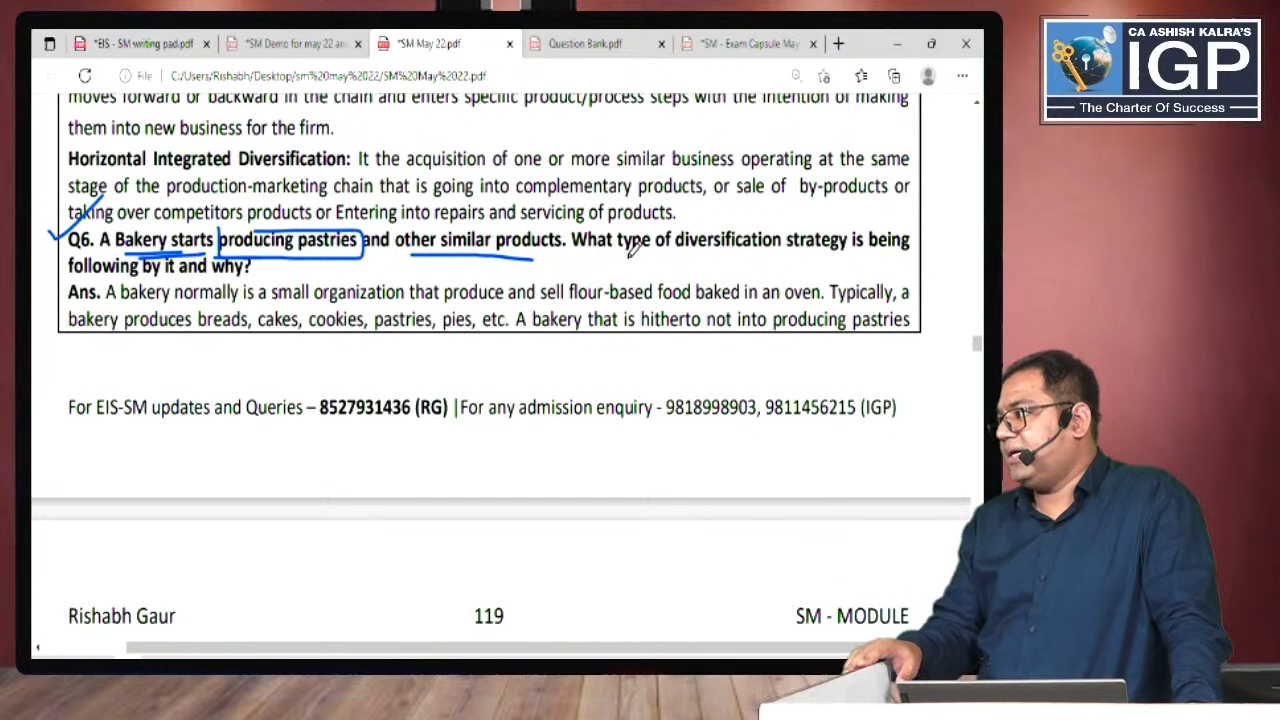 *EIS - SM writing pad.pdf
*SM Demo for may 22 an
*SM May 22.pdf
Question Bank.pdf
*SM - Exam Capsule May
File
C:/Users/Rishabh/Desktop/sm%20may%2022/SM%20May%2022.pdf
CA ASHISH KALRA'S
IGP
The Charter Of Success
moves forward or backward in the chain and enters specific product/process steps with the intention of making
them into new business for the firm.
Horizontal Integrated Diversification: It the acquisition of one or more similar business operating at the same
stage of the production-marketing chain that is going into complementary products, or sale of by-products or
taking over competitors products or Entering into repairs and servicing of products.
Q6. A Bakery starts producing pastries and other similar products. What type of diversification strategy is being
following by it and why?
Ans. A bakery normally is a small organization that produce and sell flour-based food baked in an oven. Typically, a
bakery produces breads, cakes, cookies, pastries, pies, etc. A bakery that is hitherto not into producing pastries
For EIS-SM updates and Queries – 8527931436 (RG) |For any admission enquiry - 9818998903, 9811456215 (IGP)
Rishabh Gaur
119
SM - MODULE